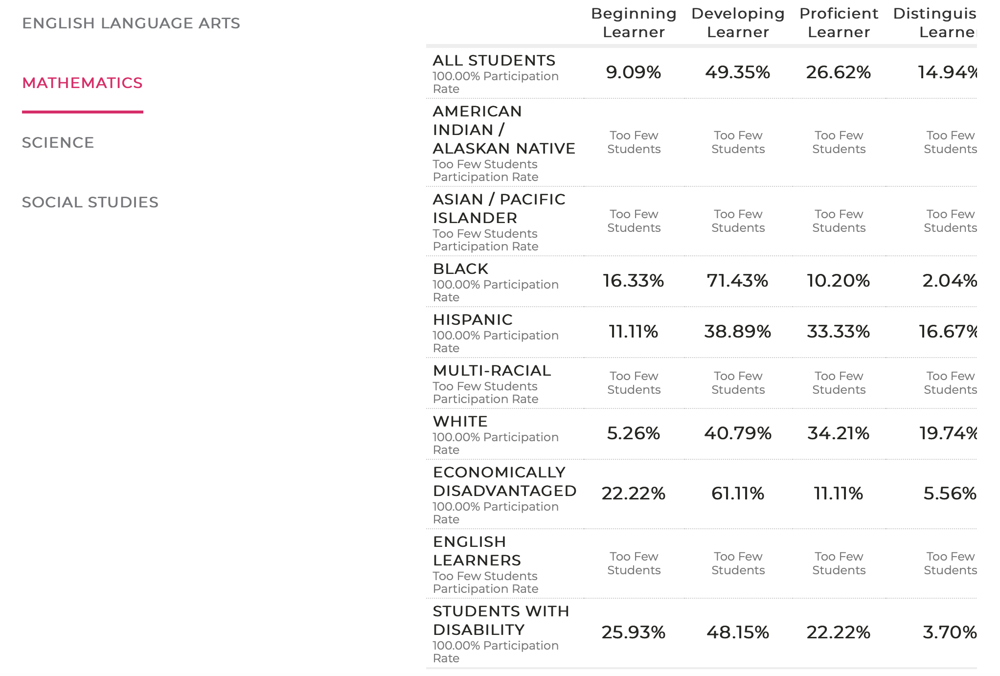 ENGLISH LANGUAGE ARTS
MATHEMATICS
SCIENCE
SOCIAL STUDIES
Beginning Developing Proficient Distinguis
Learner Learner Learner Learne
ALL STUDENTS
100.00% Participation
Rate
9.09% 49.35% 26.62% 14.94%
AMERICAN
INDIAN /
ALASKAN NATIVE
Too Few Students
Participation Rate
Too Few Too Few Too Few Too Few
Students Students Students Students
ASIAN / PACIFIC
ISLANDER
Too Few Students
Participation Rate
Too Few Too Few Too Few Too Few
Students Students Students Students
BLACK
100.00% Participation
Rate
16.33% 71.43% 10.20% 2.04%
HISPANIC
100.00% Participation
Rate
11.11% 38.89% 33.33% 16.67%
MULTI-RACIAL
Too Few Students
Participation Rate
Too Few Too Few Too Few Too Few
Students Students Students Students
WHITE
100.00% Participation
Rate
5.26% 40.79% 34.21% 19.74%
ECONOMICALLY
DISADVANTAGED
100.00% Participation
Rate
22.22% 61.11% 11.11% 5.56%
ENGLISH
LEARNERS
Too Few Students
Participation Rate
Too Few Too Few Too Few Too Few
Students Students Students Students
STUDENTS WITH
DISABILITY
100.00% Participation
Rate
25.93% 48.15% 22.22% 3.70%